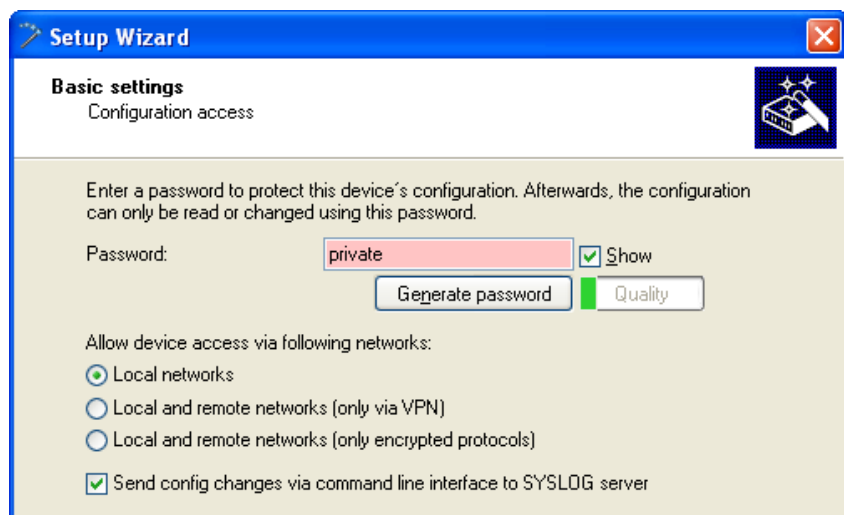 Setup Wizard
Basic settings
Configuration access
Enter a password to protect this device´s configuration. Afterwards, the configuration
can only be read or changed using this password.
Password: private Show
Generate password Quality
Allow device access via following networks:
Local networks
Local and remote networks (only via VPN)
Local and remote networks (only encrypted protocols)
Send config changes via command line interface to SYSLOG server